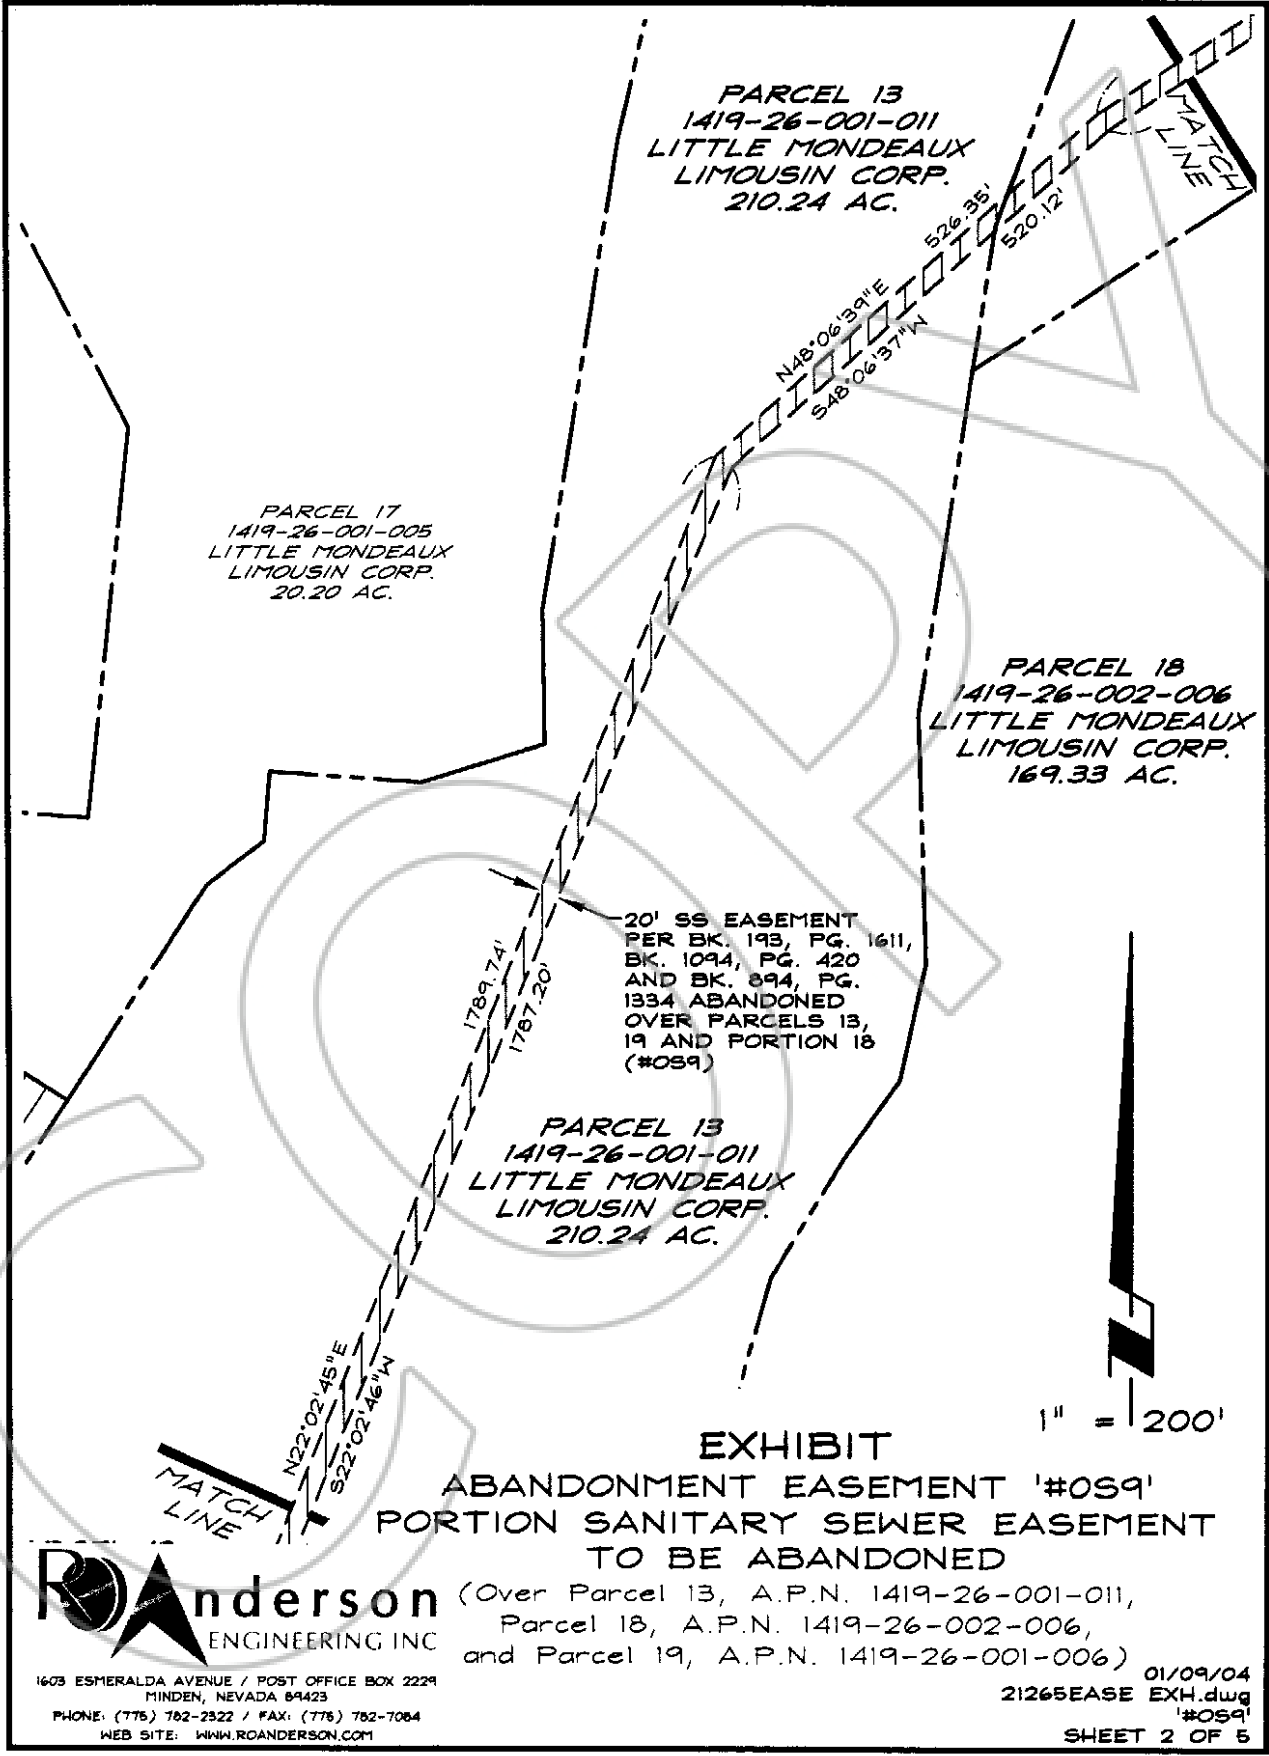 PARCEL 13
1419-26-001-011
LITTLE MONDEAUX
LIMOUSIN CORP.
210.24 AC.
MATCH
LINE
526.35'
520.12'
N48°06'39"E
S48°06'37"W
PARCEL 17
1419-26-001-005
LITTLE MONDEAUX
LIMOUSIN CORP.
20.20 AC.
PARCEL 18
1419-26-002-006
LITTLE MONDEAUX
LIMOUSIN CORP.
169.33 AC.
20' SS EASEMENT
PER BK. 193, PG. 1611,
BK. 1094, PG. 420
AND BK. 894, PG.
1334 ABANDONED
OVER PARCELS 13,
19 AND PORTION 18
(#OS9)
1789.74'
1787.20'
PARCEL 13
1419-26-001-011
LITTLE MONDEAUX
LIMOUSIN CORP.
210.24 AC.
N22°02'45"E
S22°02'46"W
MATCH
LINE
1" = 200'
COPY
EXHIBIT
ABANDONMENT EASEMENT '#OS9'
PORTION SANITARY SEWER EASEMENT
TO BE ABANDONED
(Over Parcel 13, A.P.N. 1419-26-001-011,
Parcel 18, A.P.N. 1419-26-002-006,
and Parcel 19, A.P.N. 1419-26-001-006)
ROAnderson
ENGINEERING INC
1603 ESMERALDA AVENUE / POST OFFICE BOX 2229
MINDEN, NEVADA 89423
PHONE: (775) 782-2322 / FAX: (775) 782-7084
WEB SITE: WWW.ROANDERSON.COM
01/09/04
21265EASE EXH.dwg
'#OS9'
SHEET 2 OF 5